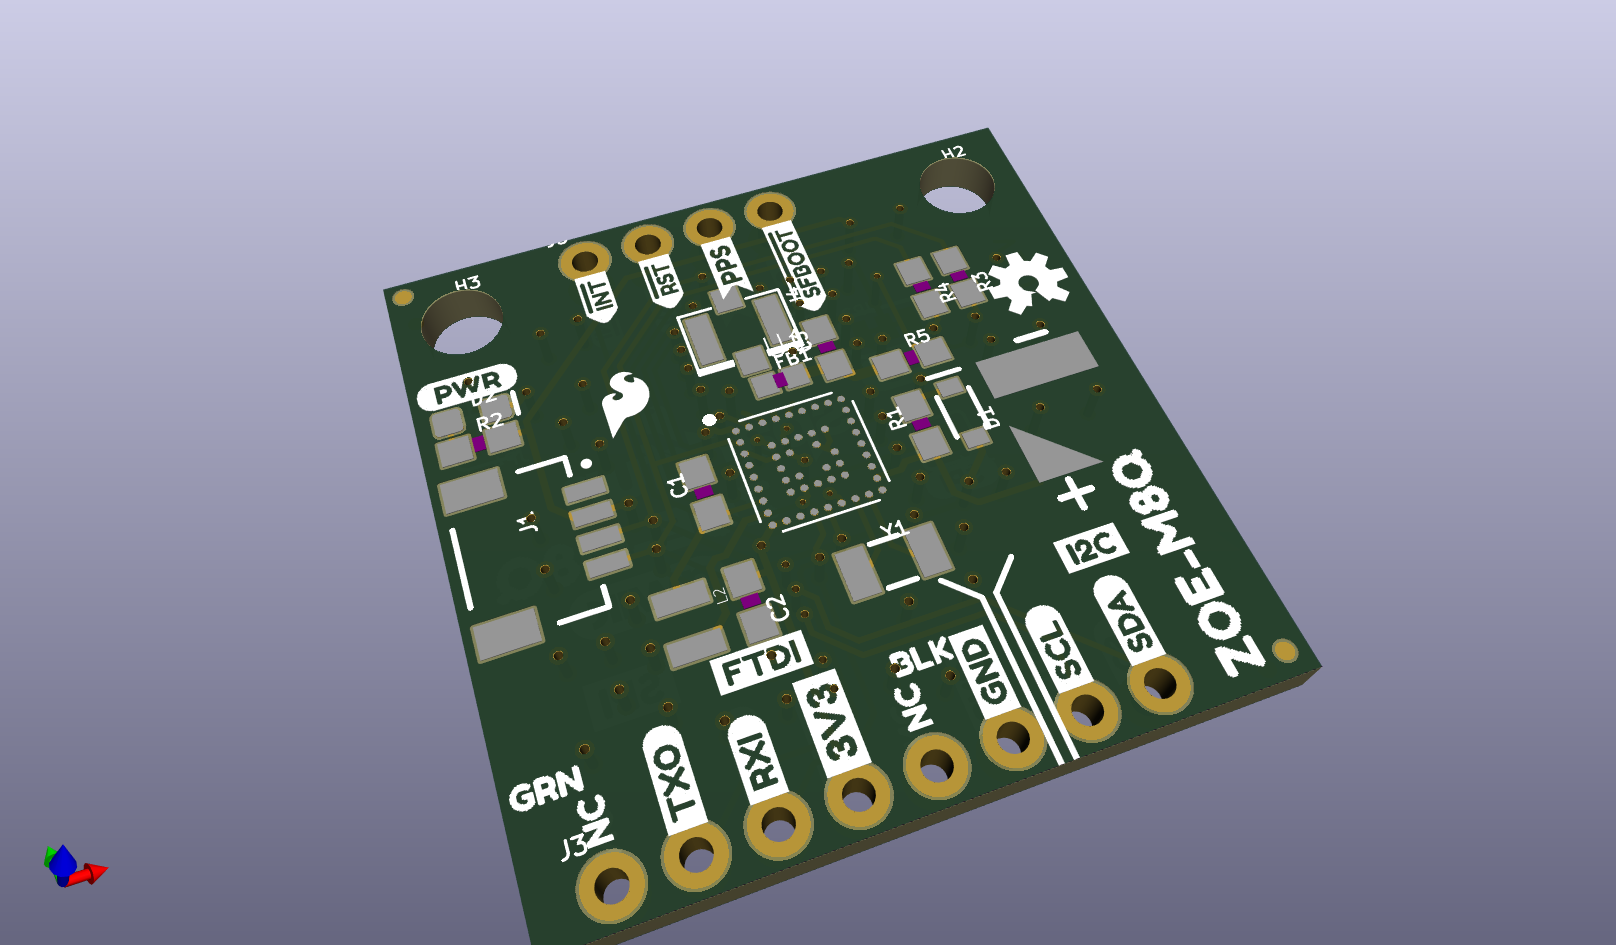 H2
H3
INT
RST
PPS
SFBOOT
R4
R3
PWR
D2
R2
FB1
R5
R1
D1
C1
J1
Y1
L2
C2
ZOE-M8Q
I2C
FTDI
BLK
NC
GND
SCL
SDA
3V3
RXI
TXO
GRN
NC
J3